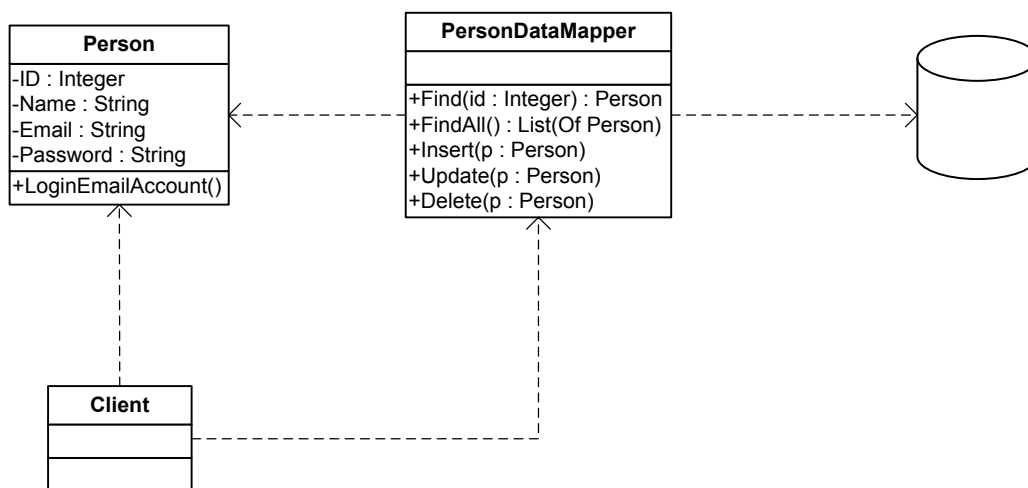 Person
-ID : Integer
-Name : String
-Email : String
-Password : String
+LoginEmailAccount()
PersonDataMapper
+Find(id : Integer) : Person
+FindAll() : List(Of Person)
+Insert(p : Person)
+Update(p : Person)
+Delete(p : Person)
Client